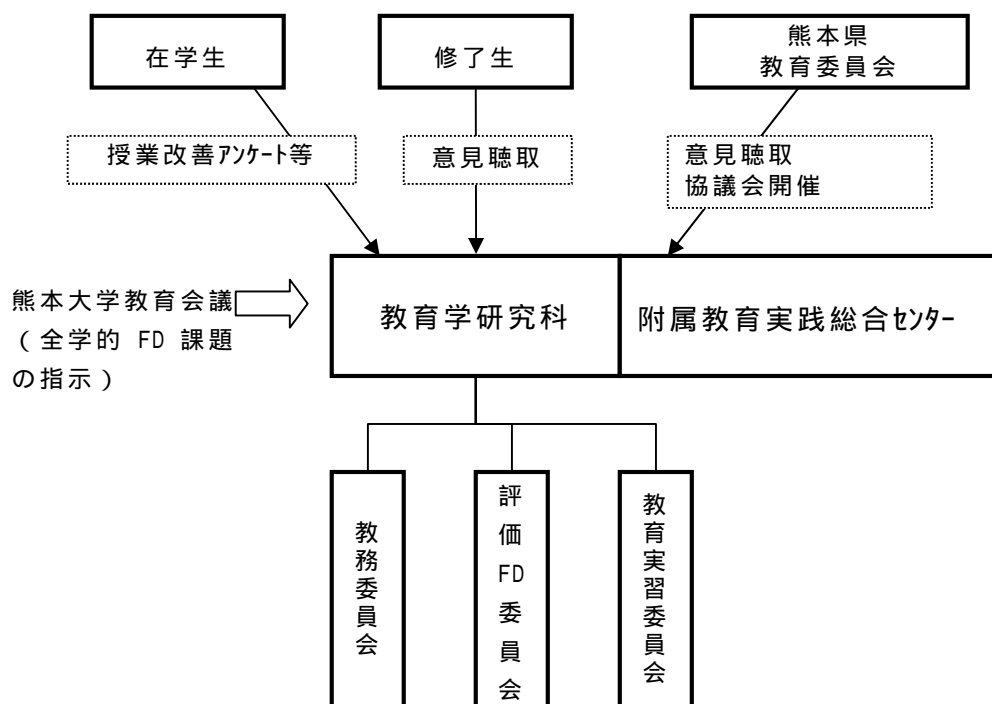 在学生
修了生
熊本県
教育委員会
授業改善ｱﾝｹｰﾄ等
意見聴取
意見聴取
協議会開催
熊本大学教育会議
（全学的 FD 課題
の指示）
教育学研究科
附属教育実践総合ｾﾝﾀｰ
教務委員会
評価FD委員会
教育実習委員会